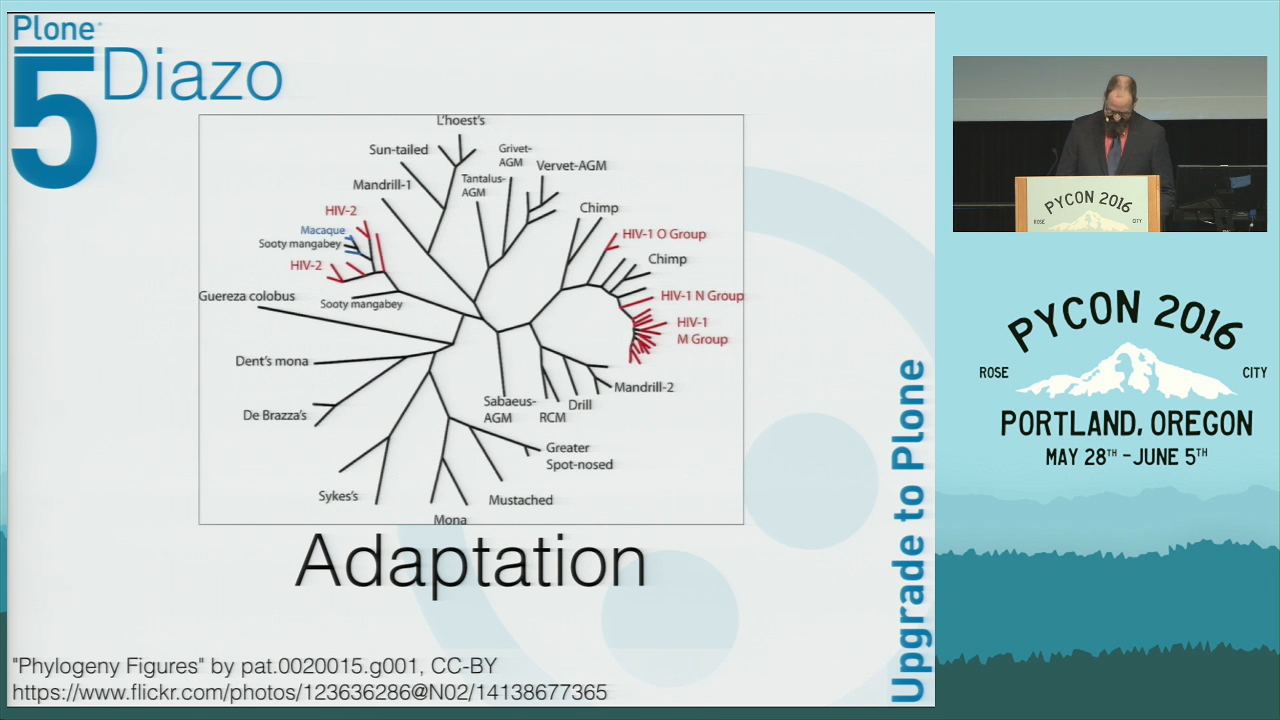 Plone
5
Diazo
L'hoest's
Sun-tailed
Grivet-
AGM
Vervet-AGM
Mandrill-1
Tantalus-
AGM
HIV-2
Chimp
Macaque
HIV-1 O Group
Sooty mangabey
Chimp
HIV-2
Guereza colobus
Sooty mangabey
HIV-1 N Group
HIV-1
M Group
Dent's mona
Mandrill-2
Sabaeus-
AGM
RCM
Drill
De Brazza's
Greater
Spot-nosed
Sykes's
Mustached
Mona
Adaptation
"Phylogeny Figures" by pat.0020015.g001, CC-BY
https://www.flickr.com/photos/123636286@N02/14138677365
Upgrade to Plone
PYCON 2016
ROSE
CITY
PYCON 2016
ROSE
CITY
PORTLAND, OREGON
MAY 28TH - JUNE 5TH